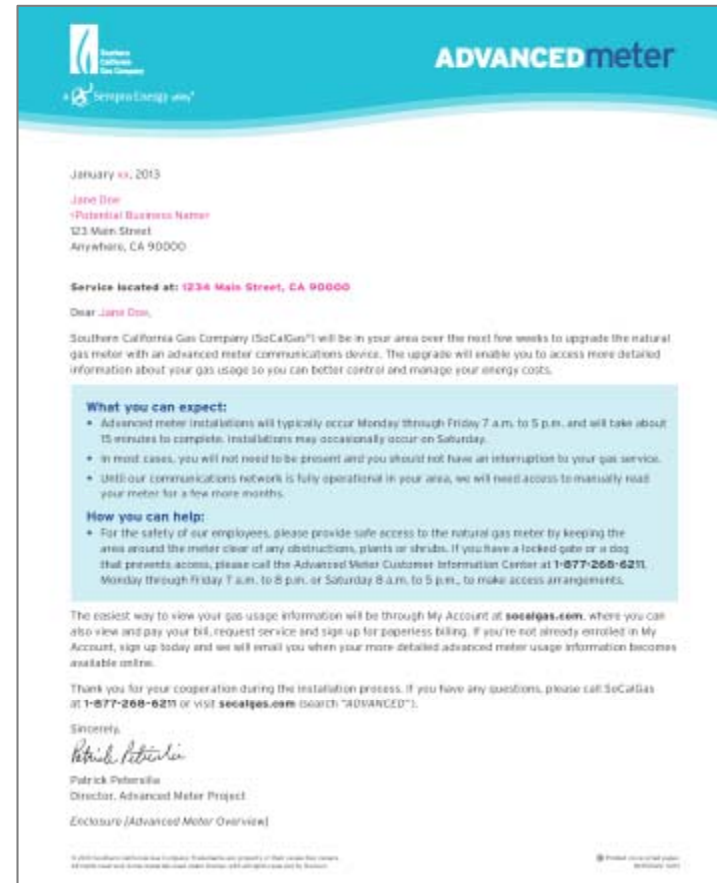 Southern
California
Gas Company
A Sempra Energy utility®
ADVANCEDmeter
January xx, 2013
Jane Doe
<Potential Business Name>
123 Main Street
Anywhere, CA 90000
Service located at: 1234 Main Street, CA 90000
Dear Jane Doe,
Southern California Gas Company (SoCalGas®) will be in your area over the next few weeks to upgrade the natural
gas meter with an advanced meter communications device. The upgrade will enable you to access more detailed
information about your gas usage so you can better control and manage your energy costs.
What you can expect:
• Advanced meter installations will typically occur Monday through Friday 7 a.m. to 5 p.m. and will take about
15 minutes to complete. Installations may occasionally occur on Saturday.
• In most cases, you will not need to be present and you should not have an interruption to your gas service.
• Until our communications network is fully operational in your area, we will need access to manually read
your meter for a few more months.
How you can help:
• For the safety of our employees, please provide safe access to the natural gas meter by keeping the
area around the meter clear of any obstructions, plants or shrubs. If you have a locked gate or a dog
that prevents access, please call the Advanced Meter Customer Information Center at 1-877-268-6211,
Monday through Friday 7 a.m. to 8 p.m. or Saturday 8 a.m. to 5 p.m., to make access arrangements.
The easiest way to view your gas usage information will be through My Account at socalgas.com, where you can
also view and pay your bill, request service and sign up for paperless billing. If you're not already enrolled in My
Account, sign up today and we will email you when your more detailed advanced meter usage information becomes
available online.
Thank you for your cooperation during the installation process. If you have any questions, please call SoCalGas
at 1-877-268-6211 or visit socalgas.com (search "ADVANCED").
Sincerely,
Patrick Petersilia
Patrick Petersilia
Director, Advanced Meter Project
Enclosure (Advanced Meter Overview)
Printed on recycled paper.